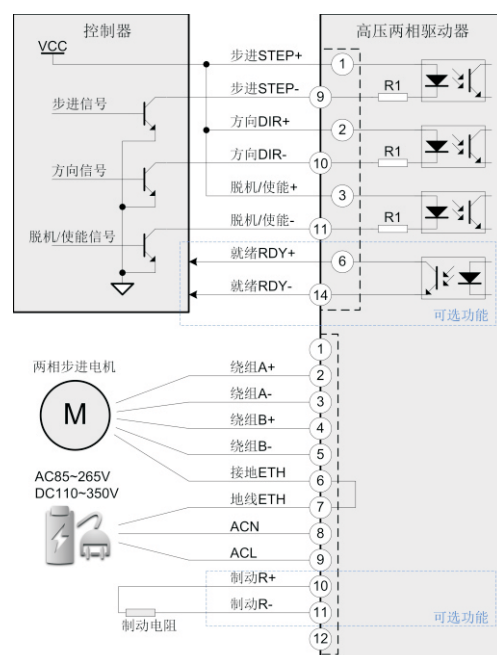 控制器
高压两相驱动器
VCC
步进STEP+
1
步进信号
步进STEP-
9
R1
方向DIR+
2
方向信号
方向DIR-
10
R1
脱机/使能+
3
脱机/使能信号
脱机/使能-
11
R1
就绪RDY+
6
就绪RDY-
14
可选功能
1
两相步进电机
绕组A+
2
M
绕组A-
3
绕组B+
4
绕组B-
5
接地ETH
6
AC85~265V
DC110~350V
地线ETH
7
ACN
8
ACL
9
制动R+
10
制动R-
11
制动电阻
可选功能
12